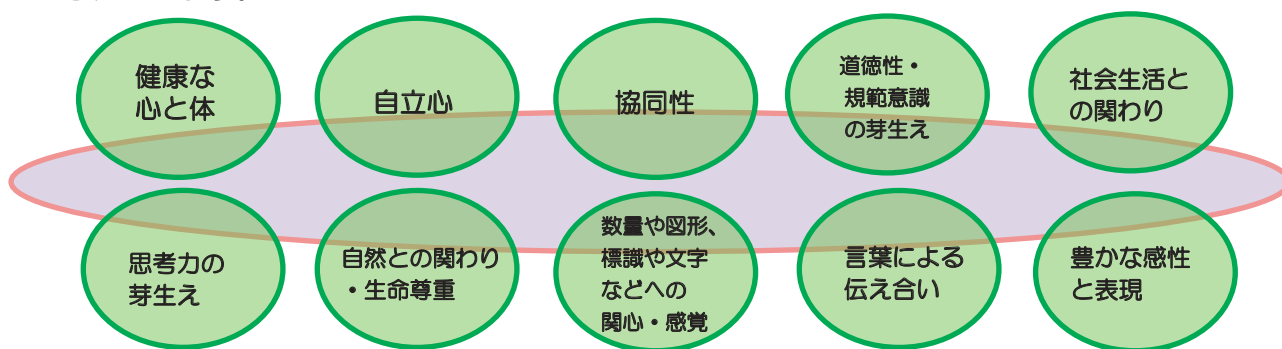 健康な
心と体
自立心
協同性
道徳性・
規範意識
の芽生え
社会生活と
の関わり
思考力の
芽生え
自然との関わり
・生命尊重
数量や図形、
標識や文字
などへの
関心・感覚
言葉による
伝え合い
豊かな感性
と表現